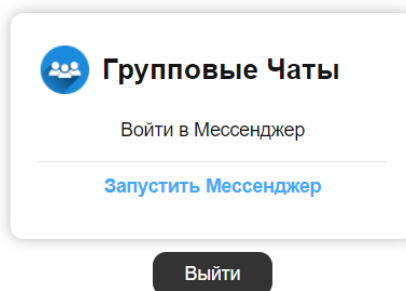 Групповые Чаты
Войти в Мессенджер
Запустить Мессенджер
Выйти